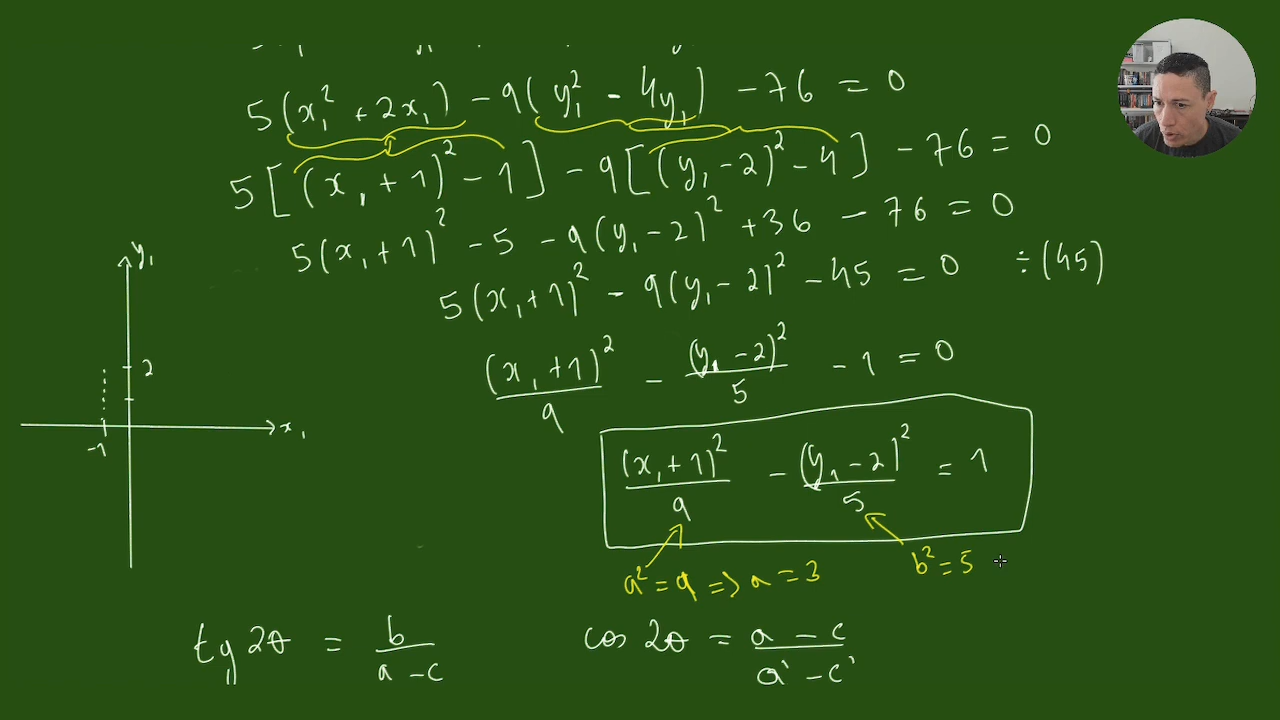 5(x₁² + 2x₁) - 9(y₁² - 4y₁) - 76 = 0
5[(x₁ + 1)² - 1] - 9[(y₁ - 2)² - 4] - 76 = 0
5(x₁ + 1)² - 5 - 9(y₁ - 2)² + 36 - 76 = 0
5(x₁ + 1)² - 9(y₁ - 2)² - 45 = 0 ÷ (45)
(x₁ + 1)²/9 - (y₁ - 2)²/5 - 1 = 0
(x₁ + 1)²/9 - (y₁ - 2)²/5 = 1
a² = 9 => a = 3
b² = 5
y₁
2
-1
x₁
tg 2θ = b/(a - c)
cos 2θ = (a - c)/(a' - c')